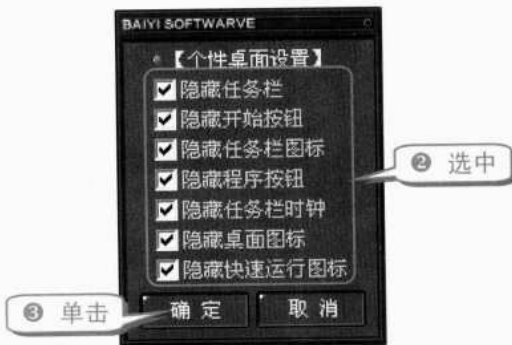 BAIYI SOFTWARVE
【个性桌面设置】
隐藏任务栏
隐藏开始按钮
隐藏任务栏图标
隐藏程序按钮
隐藏任务栏时钟
隐藏桌面图标
隐藏快速运行图标
❷ 选中
❸ 单击
确定
取消